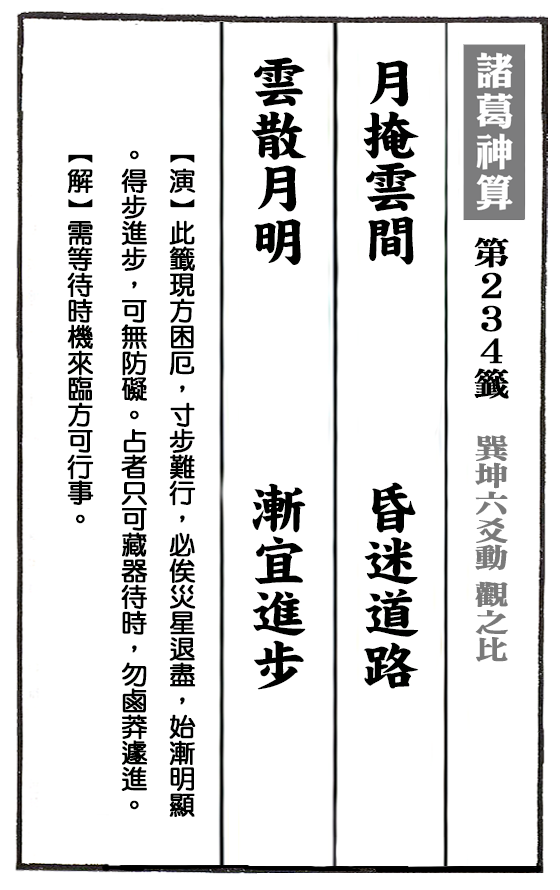 諸葛神算 第234籤 巽坤六爻動 觀之比
月掩雲間 昏迷道路
雲散月明 漸宜進步
【演】此籤現方困厄，寸步難行，必俟災星退盡，始漸明顯
。得步進步，可無防礙。占者只可藏器待時，勿鹵莽遽進。
【解】需等待時機來臨方可行事。